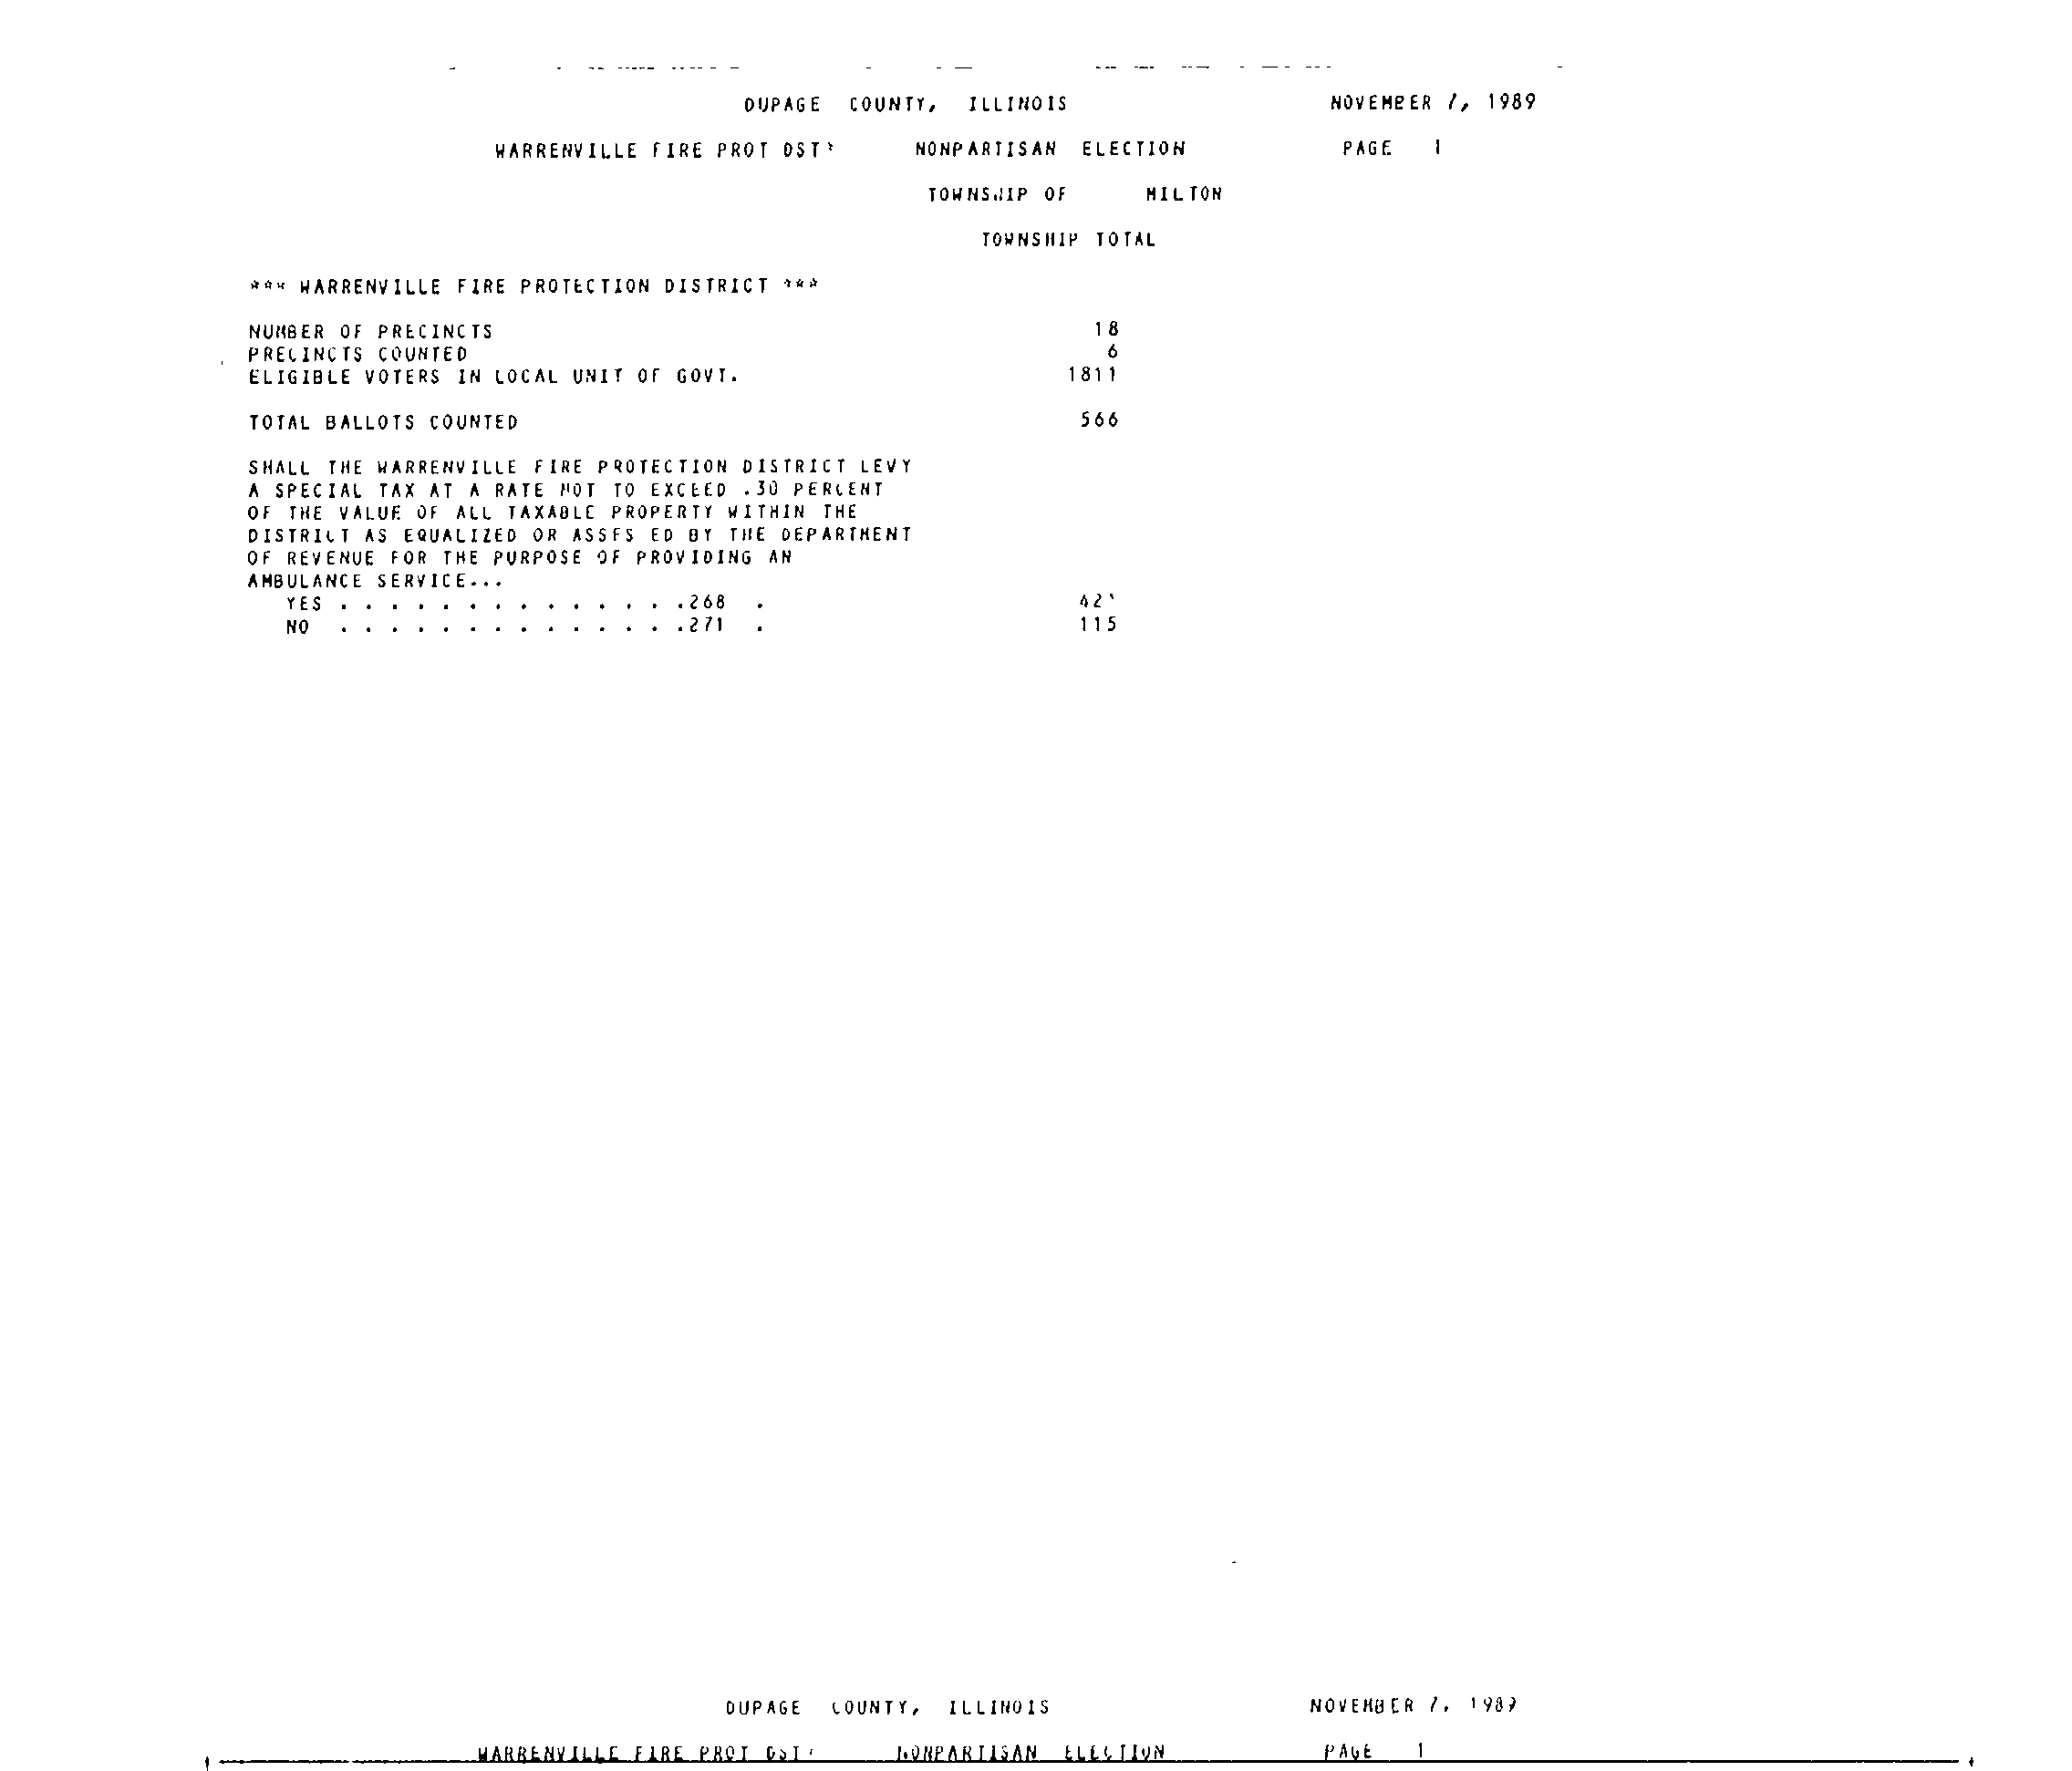 DUPAGE COUNTY, ILLINOIS NOVEMBER 7, 1989
WARRENVILLE FIRE PROT DST NONPARTISAN ELECTION PAGE 1
TOWNSHIP OF MILTON
TOWNSHIP TOTAL
*** WARRENVILLE FIRE PROTECTION DISTRICT ***
NUMBER OF PRECINCTS 18
PRECINCTS COUNTED 6
ELIGIBLE VOTERS IN LOCAL UNIT OF GOVT. 1811
TOTAL BALLOTS COUNTED 566
SHALL THE WARRENVILLE FIRE PROTECTION DISTRICT LEVY
A SPECIAL TAX AT A RATE NOT TO EXCEED .30 PERCENT
OF THE VALUE OF ALL TAXABLE PROPERTY WITHIN THE
DISTRICT AS EQUALIZED OR ASSES ED BY THE DEPARTMENT
OF REVENUE FOR THE PURPOSE OF PROVIDING AN
AMBULANCE SERVICE...
YES . . . . . . . . . . . . . .268 .
NO . . . . . . . . . . . . . .271 . 115
DUPAGE COUNTY, ILLINOIS NOVEMBER 7, 1989
WARRENVILLE FIRE PROT DST NONPARTISAN ELECTION PAGE 1